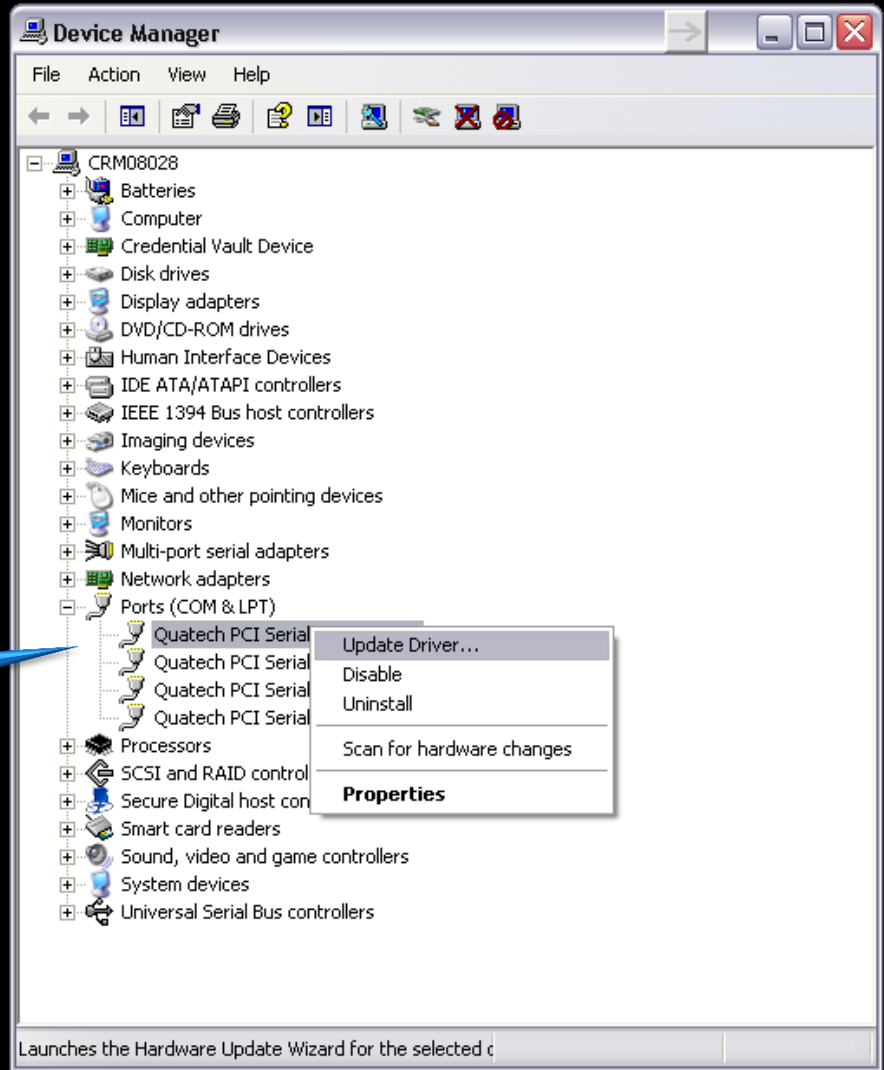 Device Manager
File Action View Help
CRM08028
Batteries
Computer
Credential Vault Device
Disk drives
Display adapters
DVD/CD-ROM drives
Human Interface Devices
IDE ATA/ATAPI controllers
IEEE 1394 Bus host controllers
Imaging devices
Keyboards
Mice and other pointing devices
Monitors
Multi-port serial adapters
Network adapters
Ports (COM & LPT)
Quatech PCI Serial
Quatech PCI Serial
Quatech PCI Serial
Quatech PCI Serial
Update Driver...
Disable
Uninstall
Scan for hardware changes
Properties
Processors
SCSI and RAID control
Secure Digital host con
Smart card readers
Sound, video and game controllers
System devices
Universal Serial Bus controllers
Launches the Hardware Update Wizard for the selected